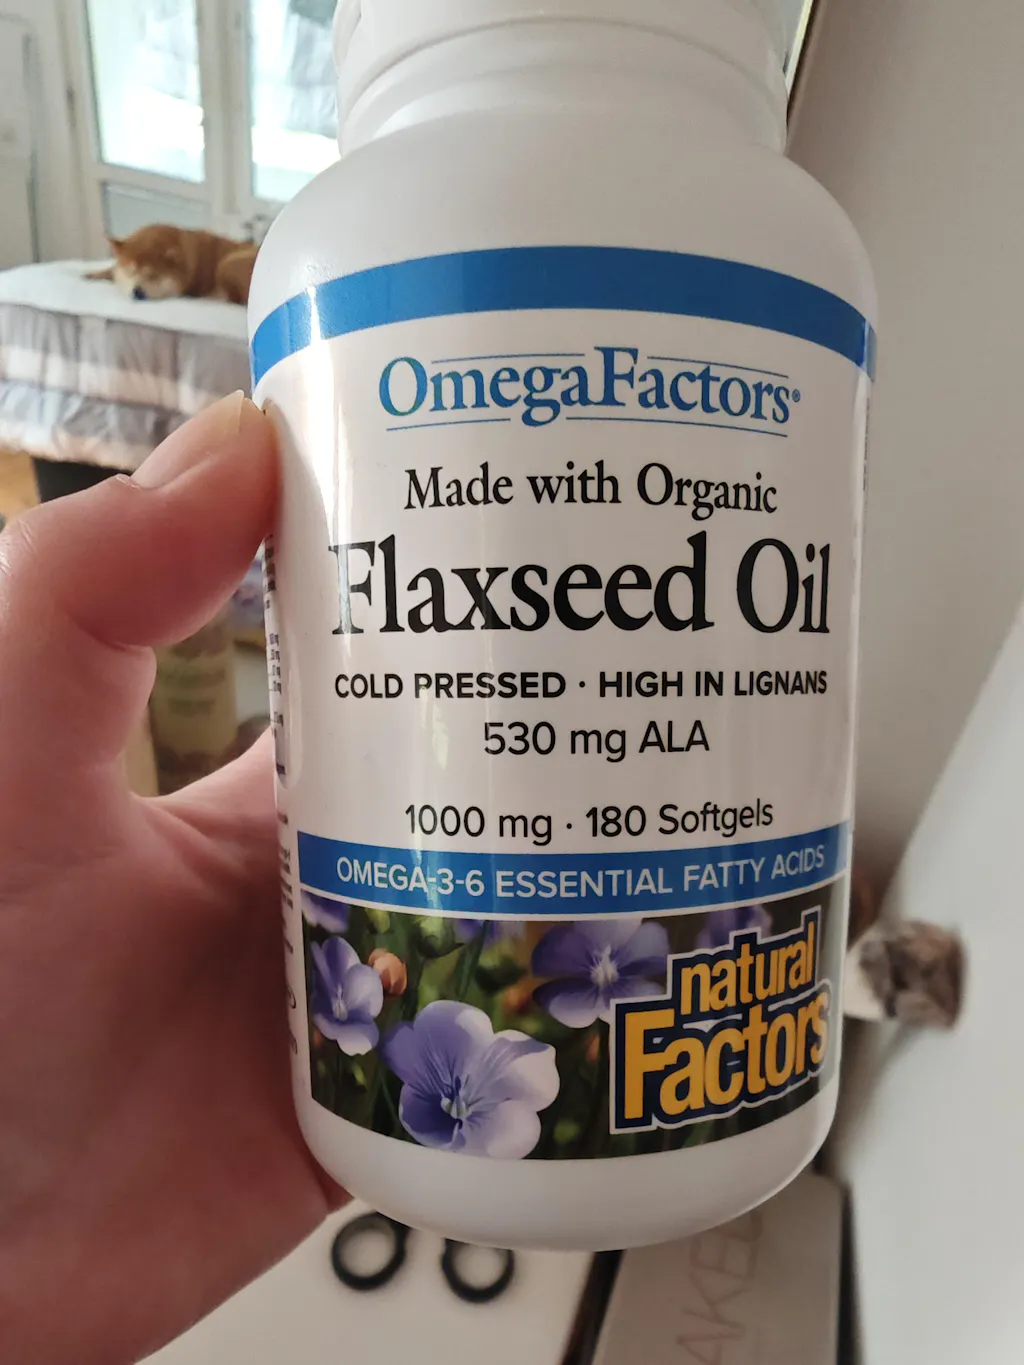 OmegaFactors®
Made with Organic
Flaxseed Oil
COLD PRESSED · HIGH IN LIGNANS
530 mg ALA
1000 mg · 180 Softgels
OMEGA-3-6 ESSENTIAL FATTY ACIDS
natural
Factors